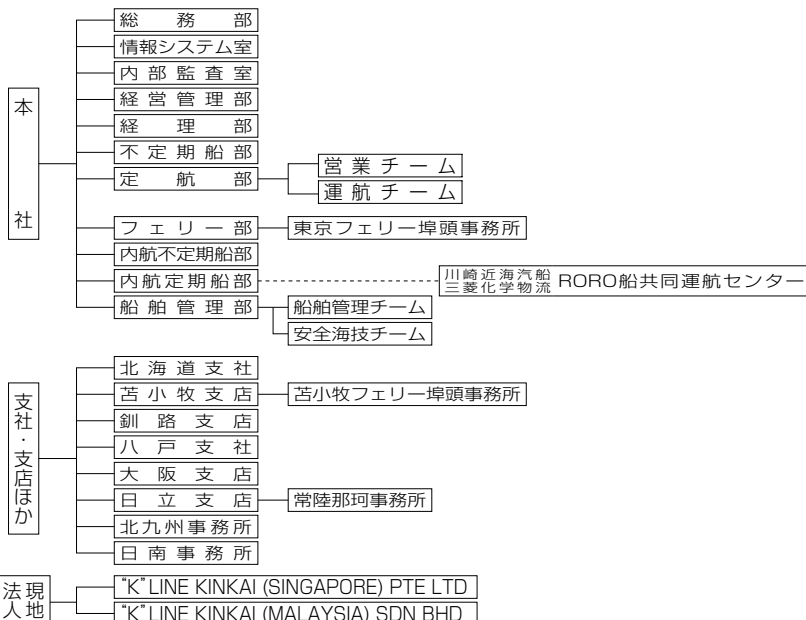 本社
総務部
情報システム室
内部監査室
経営管理部
経理部
不定期船部
定航部
営業チーム
運航チーム
フェリー部
東京フェリー埠頭事務所
内航不定期船部
内航定期船部
川崎近海汽船
三菱化学物流
RORO船共同運航センター
船舶管理部
船舶管理チーム
安全海技チーム
支社・支店ほか
北海道支社
苫小牧支店
苫小牧フェリー埠頭事務所
釧路支店
八戸支社
大阪支店
日立支店
常陸那珂事務所
北九州事務所
日南事務所
現地
法人
"K" LINE KINKAI (SINGAPORE) PTE LTD
"K" LINE KINKAI (MALAYSIA) SDN BHD